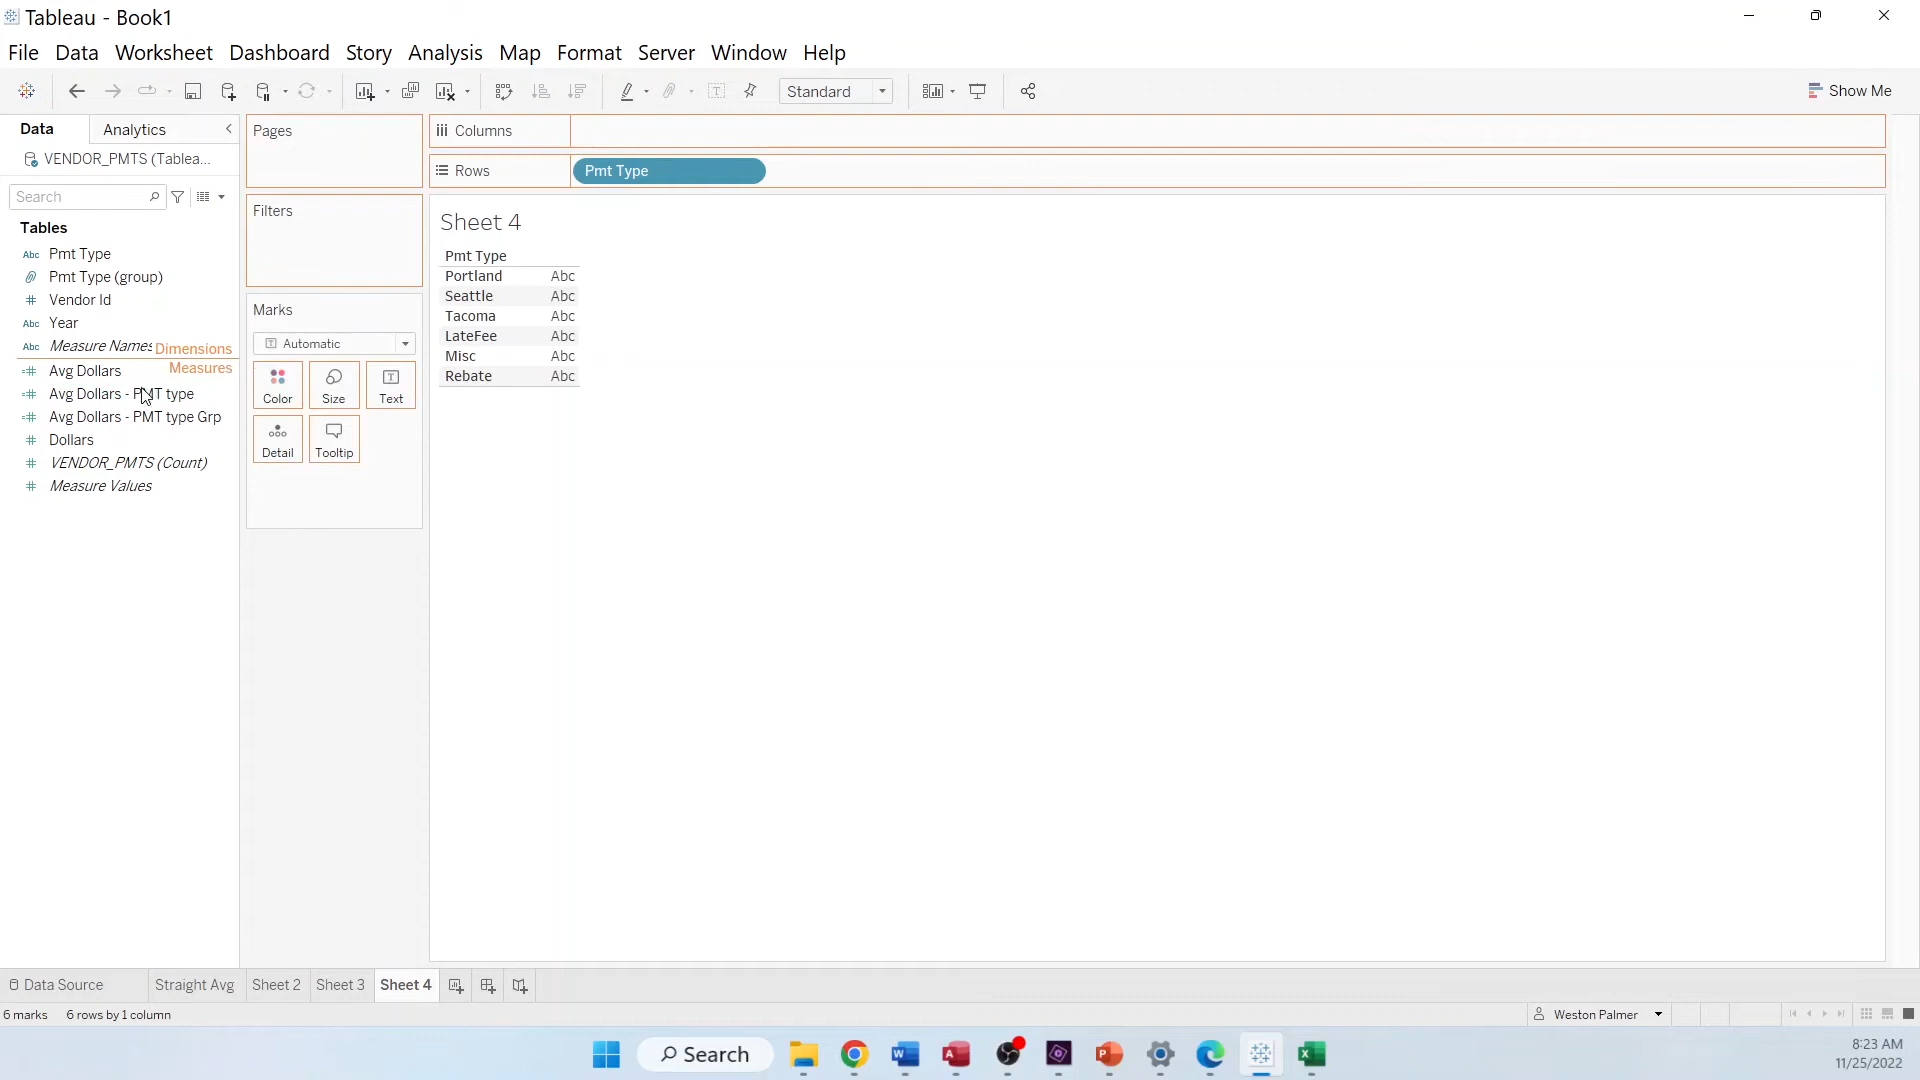 Tableau - Book1
File Data Worksheet Dashboard Story Analysis Map Format Server Window Help
Standard
Show Me
Data Analytics
VENDOR_PMTS (Tablea...
Search
Tables
Abc Pmt Type
Pmt Type (group)
# Vendor Id
Abc Year
Abc Measure Names
Dimensions
Measures
=# Avg Dollars
=# Avg Dollars - PMT type
=# Avg Dollars - PMT type Grp
# Dollars
# VENDOR_PMTS (Count)
# Measure Values
Pages
Filters
Marks
Automatic
Color Size Text
Detail Tooltip
Columns
Rows Pmt Type
Sheet 4
Pmt Type
Portland Abc
Seattle Abc
Tacoma Abc
LateFee Abc
Misc Abc
Rebate Abc
Data Source Straight Avg Sheet 2 Sheet 3 Sheet 4
6 marks 6 rows by 1 column
Weston Palmer
Search
8:23 AM
11/25/2022